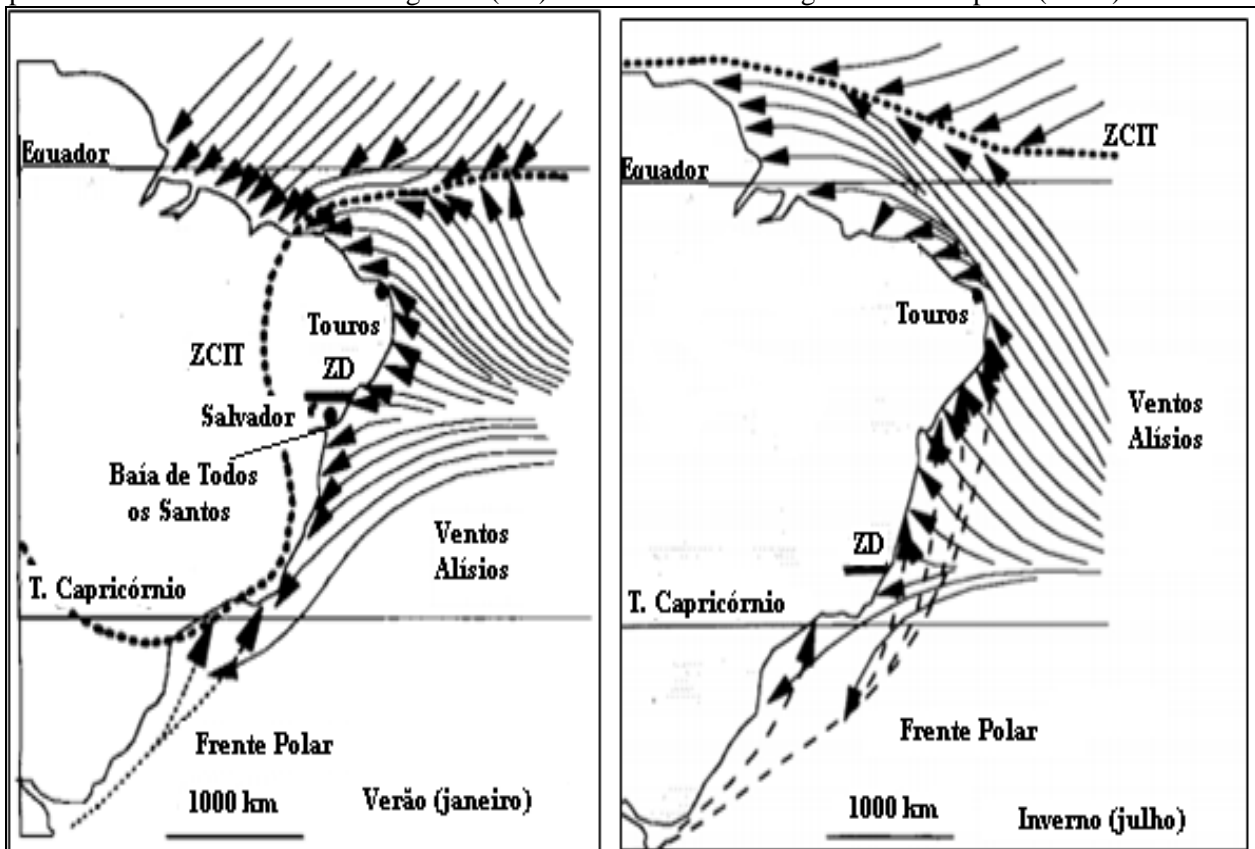 Equador
ZCIT
Touros
ZD
Salvador
Baía de Todos
os Santos
Ventos
Alísios
T. Capricórnio
Frente Polar
1000 km
Verão (janeiro)
ZCIT
Equador
Touros
Ventos
Alísios
ZD
T. Capricórnio
Frente Polar
1000 km
Inverno (julho)